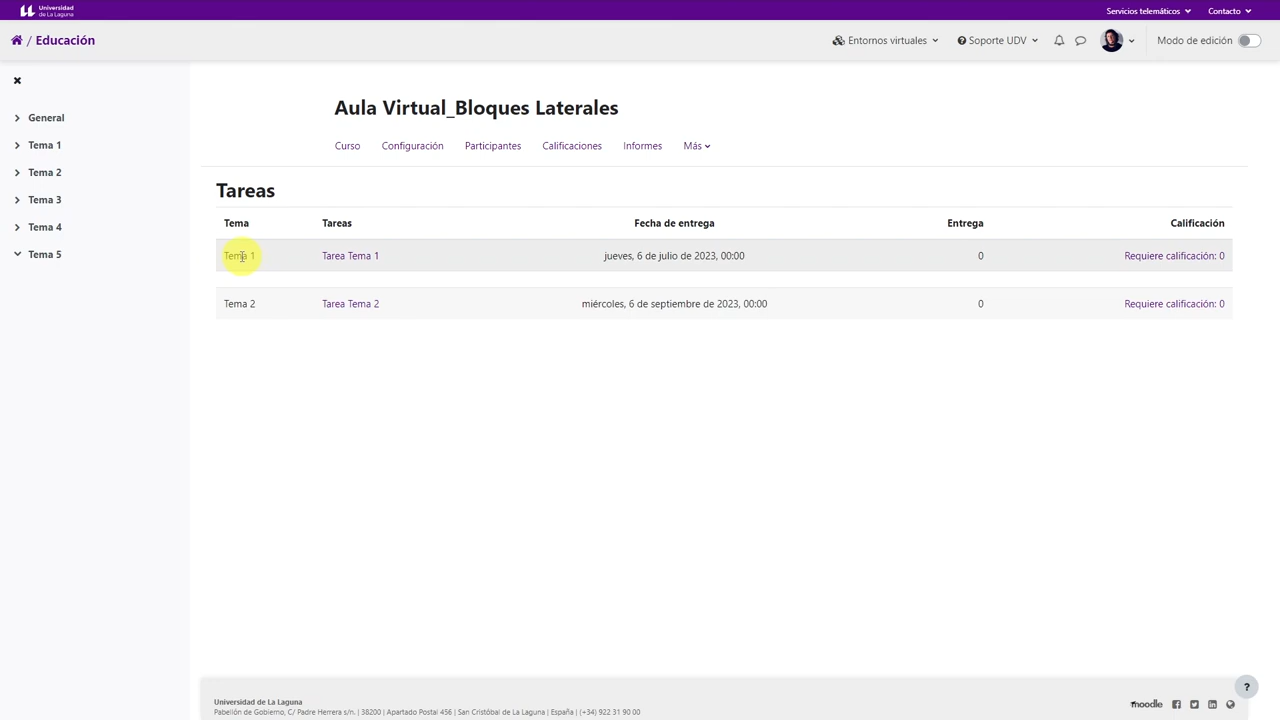 Universidad
de La Laguna
Servicios telemáticos
Contacto
/ Educación
Entornos virtuales
Soporte UDV
Modo de edición
General
Tema 1
Tema 2
Tema 3
Tema 4
Tema 5
Aula Virtual_Bloques Laterales
Curso Configuración Participantes Calificaciones Informes Más
Tareas
Tema Tareas Fecha de entrega Entrega Calificación
Tema 1 Tarea Tema 1 jueves, 6 de julio de 2023, 00:00 0 Requiere calificación: 0
Tema 2 Tarea Tema 2 miércoles, 6 de septiembre de 2023, 00:00 0 Requiere calificación: 0
?
Universidad de La Laguna
Pabellón de Gobierno, C/ Padre Herrera s/n. | 38200 | Apartado Postal 456 | San Cristóbal de La Laguna | España | (+34) 922 31 90 00
moodle